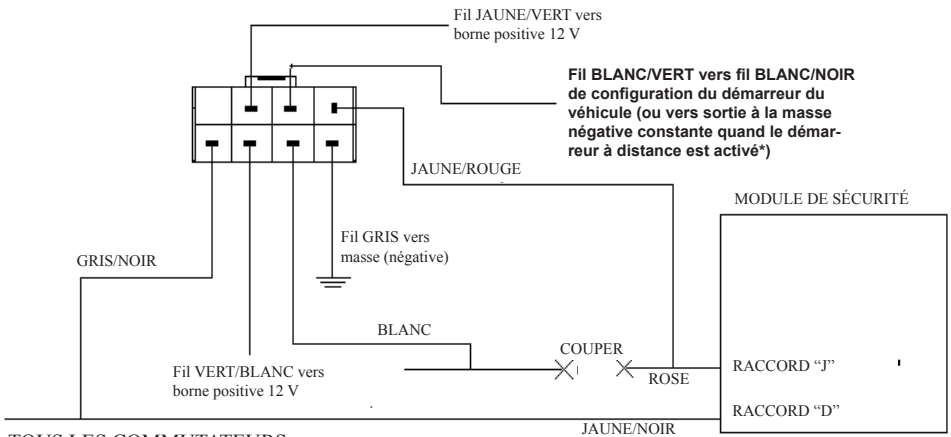 Fil JAUNE/VERT vers
borne positive 12 V
Fil BLANC/VERT vers fil BLANC/NOIR
de configuration du démarreur du
véhicule (ou vers sortie à la masse
négative constante quand le démar-
reur à distance est activé*)
JAUNE/ROUGE
MODULE DE SÉCURITÉ
Fil GRIS vers
masse (négative)
GRIS/NOIR
BLANC
COUPER
ROSE
RACCORD “J”
Fil VERT/BLANC vers
borne positive 12 V
RACCORD “D”
JAUNE/NOIR
TOUS LES COMMUTATEURS